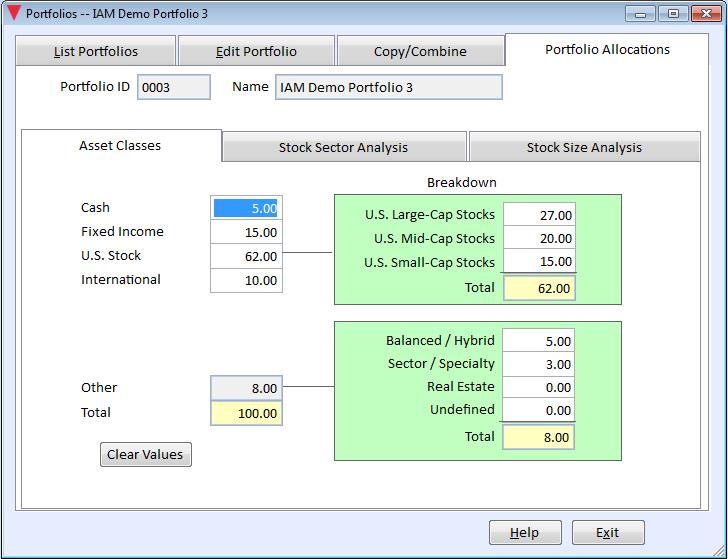 Portfolios -- IAM Demo Portfolio 3
List Portfolios Edit Portfolio Copy/Combine Portfolio Allocations
Portfolio ID 0003 Name IAM Demo Portfolio 3
Asset Classes Stock Sector Analysis Stock Size Analysis
Breakdown
Cash 5.00 U.S. Large-Cap Stocks 27.00
Fixed Income 15.00 U.S. Mid-Cap Stocks 20.00
U.S. Stock 62.00 U.S. Small-Cap Stocks 15.00
International 10.00 Total 62.00
Balanced / Hybrid 5.00
Sector / Specialty 3.00
Other 8.00 Real Estate 0.00
Total 100.00 Undefined 0.00
Total 8.00
Clear Values
Help Exit